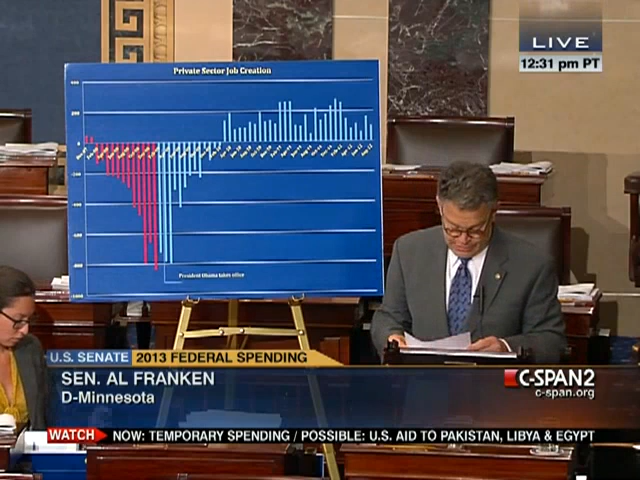 LIVE
12:31 pm PT
Private Sector Job Creation
President Obama takes office
U.S. SENATE 2013 FEDERAL SPENDING
SEN. AL FRANKEN
D-Minnesota
C-SPAN2
c-span.org
WATCH NOW: TEMPORARY SPENDING / POSSIBLE: U.S. AID TO PAKISTAN, LIBYA & EGYPT